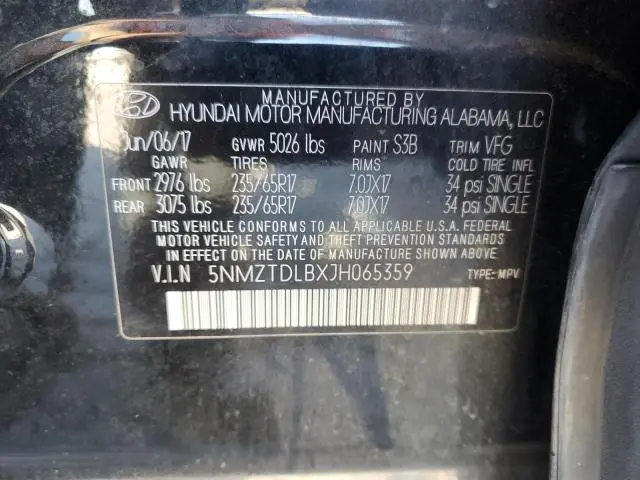 MANUFACTURED BY
HYUNDAI MOTOR MANUFACTURING ALABAMA, LLC
Jun/06/17 GVWR 5026 lbs PAINT S3B TRIM VFG
GAWR TIRES RIMS COLD TIRE INFL
FRONT 2976 lbs 235/65R17 7.0JX17 34 psi SINGLE
REAR 3075 lbs 235/65R17 7.0JX17 34 psi SINGLE
THIS VEHICLE CONFORMS TO ALL APPLICABLE U.S.A. FEDERAL
MOTOR VEHICLE SAFETY, BUMPER, AND THEFT PREVENTION STANDARDS
IN EFFECT ON THE DATE OF MANUFACTURE SHOWN ABOVE.
V.I.N 5NMZTDLBXJH065359 TYPE: MPV